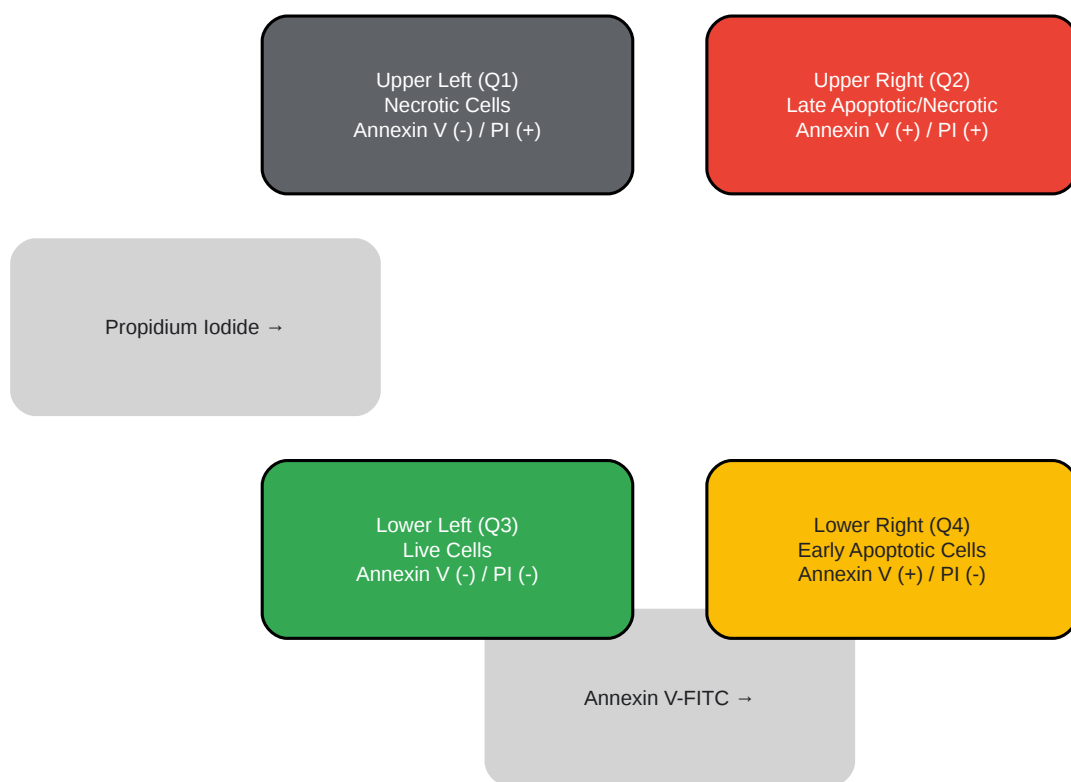 Upper Left (Q1)
Necrotic Cells
Annexin V (-) / PI (+)
Upper Right (Q2)
Late Apoptotic/Necrotic
Annexin V (+) / PI (+)
Propidium Iodide →
Lower Left (Q3)
Live Cells
Annexin V (-) / PI (-)
Lower Right (Q4)
Early Apoptotic Cells
Annexin V (+) / PI (-)
Annexin V-FITC →